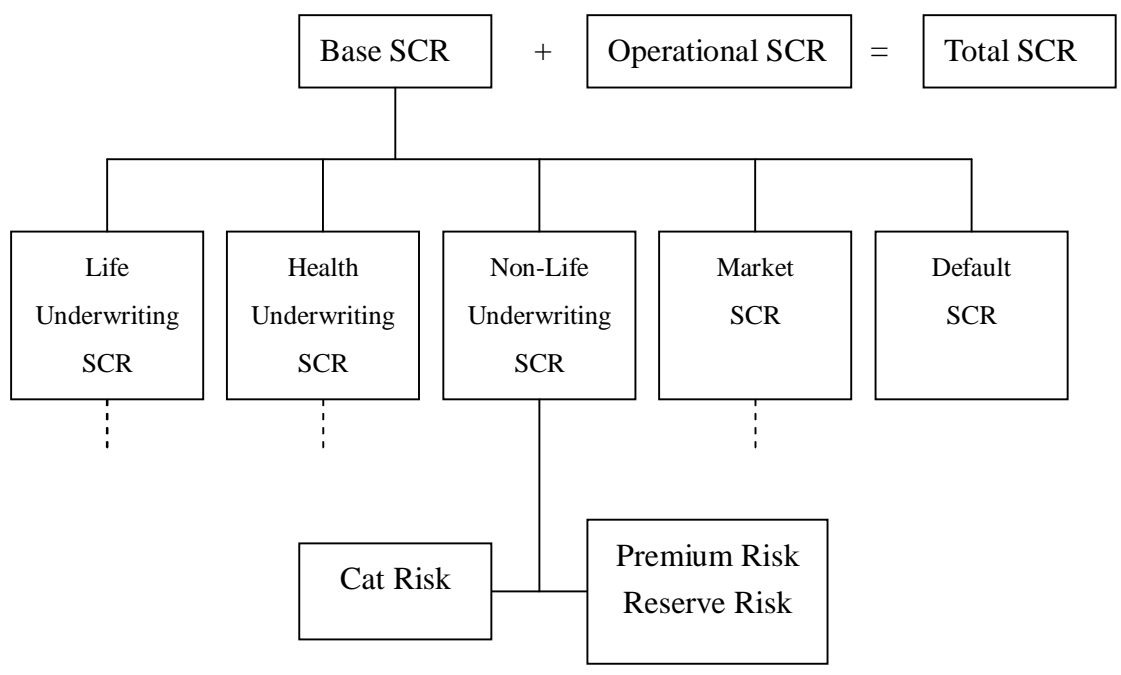 Base SCR + Operational SCR = Total SCR
Life
Underwriting
SCR
Health
Underwriting
SCR
Non-Life
Underwriting
SCR
Market
SCR
Default
SCR
Cat Risk
Premium Risk
Reserve Risk